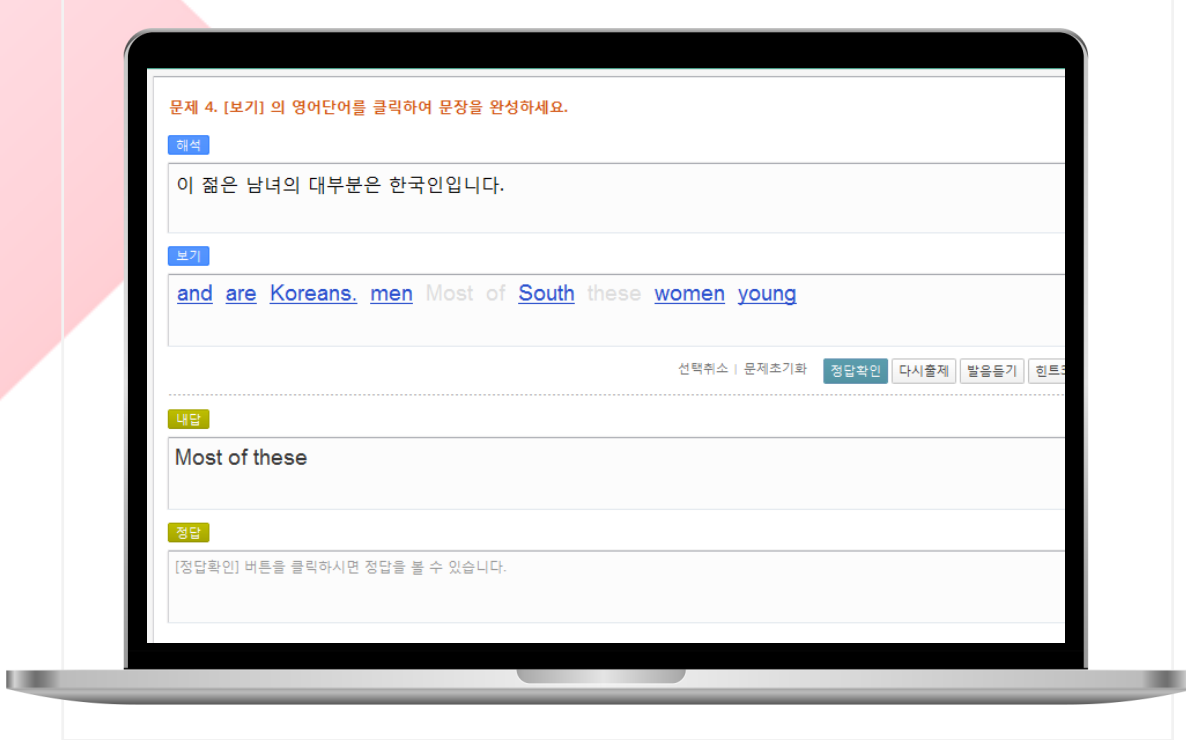 문제 4. [보기] 의 영어단어를 클릭하여 문장을 완성하세요.
해석
이 젊은 남녀의 대부분은 한국인입니다.
보기
and are Koreans. men Most of South these women young
선택취소 | 문제초기화 정답확인 다시출제 발음듣기 힌트
내답
Most of these
정답
[정답확인] 버튼을 클릭하시면 정답을 볼 수 있습니다.